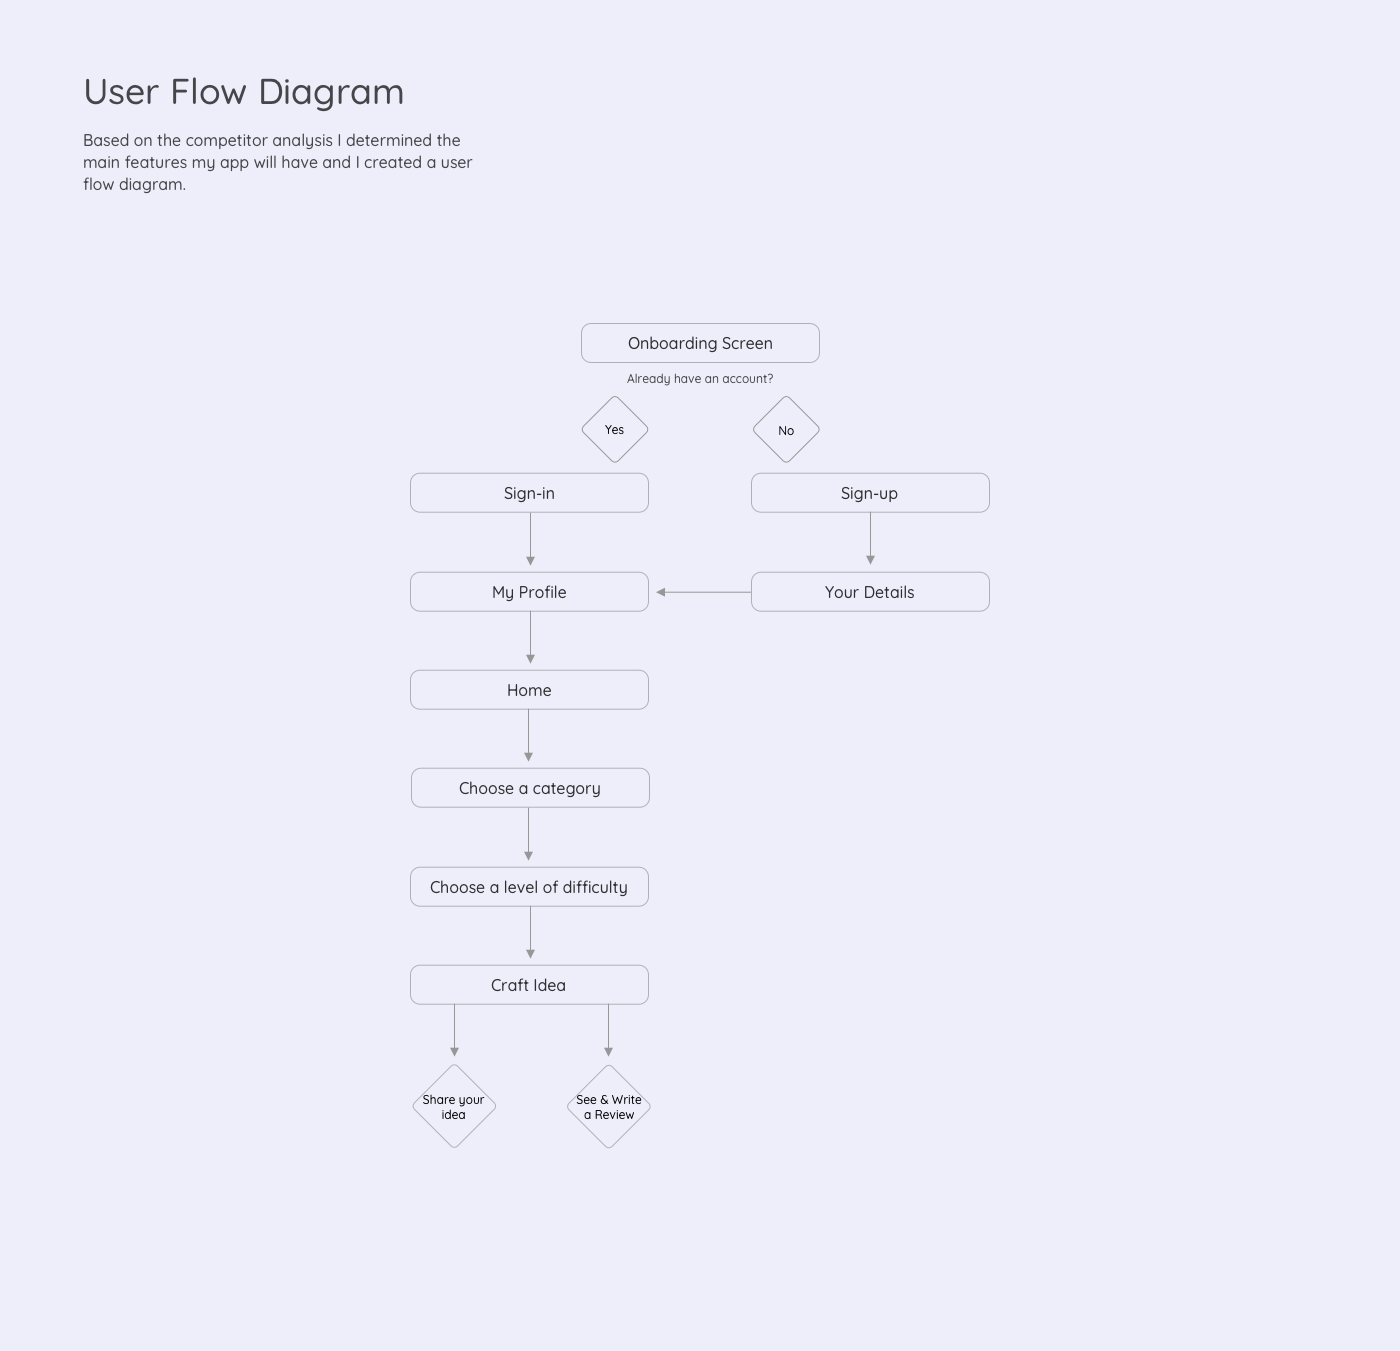 User Flow Diagram
Based on the competitor analysis I determined the
main features my app will have and I created a user
flow diagram.
Onboarding Screen
Already have an account?
Yes
No
Sign-in
Sign-up
My Profile
Your Details
Home
Choose a category
Choose a level of difficulty
Craft Idea
Share your
idea
See & Write
a Review